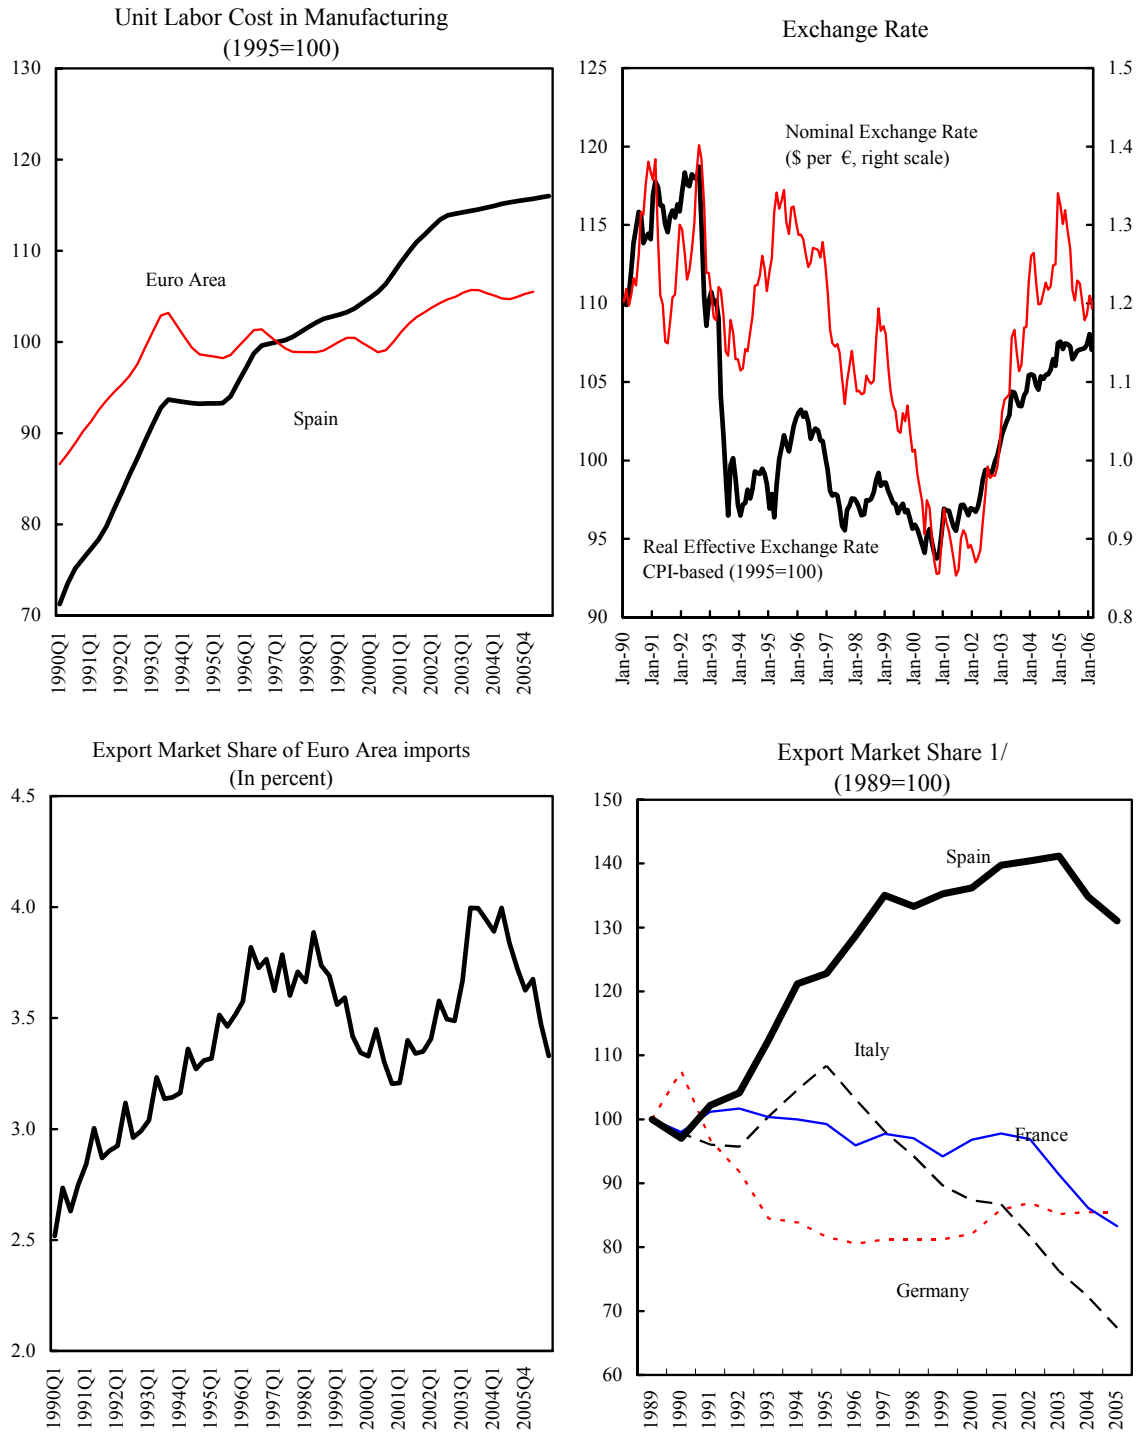 Unit Labor Cost in Manufacturing
(1995=100)
130
120
110
100
90
80
70
Euro Area
Spain
1990Q1
1991Q1
1992Q1
1993Q1
1994Q1
1995Q1
1996Q1
1997Q1
1998Q1
1999Q1
2000Q1
2001Q1
2002Q1
2003Q1
2004Q1
2005Q4
Exchange Rate
125
120
115
110
105
100
95
90
1.5
1.4
1.3
1.2
1.1
1.0
0.9
0.8
Nominal Exchange Rate
($ per €, right scale)
Real Effective Exchange Rate
CPI-based (1995=100)
Jan-90
Jan-91
Jan-92
Jan-93
Jan-94
Jan-95
Jan-96
Jan-97
Jan-98
Jan-99
Jan-00
Jan-01
Jan-02
Jan-03
Jan-04
Jan-05
Jan-06
Export Market Share of Euro Area imports
(In percent)
4.5
4.0
3.5
3.0
2.5
2.0
1990Q1
1991Q1
1992Q1
1993Q1
1994Q1
1995Q1
1996Q1
1997Q1
1998Q1
1999Q1
2000Q1
2001Q1
2002Q1
2003Q1
2004Q1
2005Q4
Export Market Share 1/
(1989=100)
150
140
130
120
110
100
90
80
70
60
Spain
Italy
France
Germany
1989
1990
1991
1992
1993
1994
1995
1996
1997
1998
1999
2000
2001
2002
2003
2004
2005